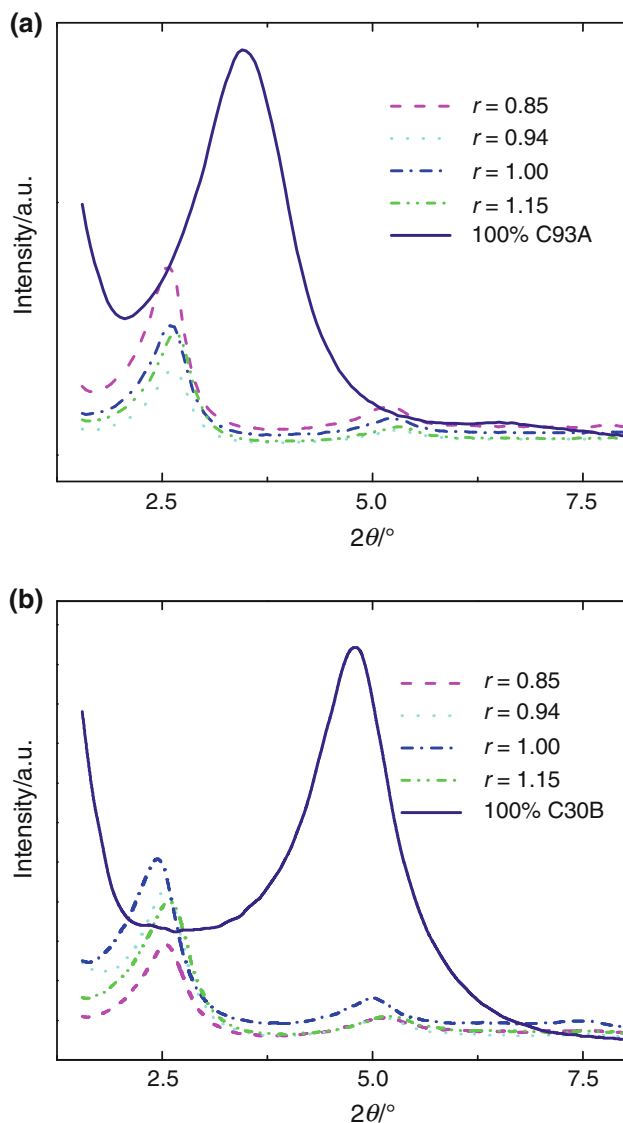 (a)
Intensity/a.u.
r = 0.85
r = 0.94
r = 1.00
r = 1.15
100% C93A
2.5 5.0 7.5
2θ/°
(b)
Intensity/a.u.
r = 0.85
r = 0.94
r = 1.00
r = 1.15
100% C30B
2.5 5.0 7.5
2θ/°